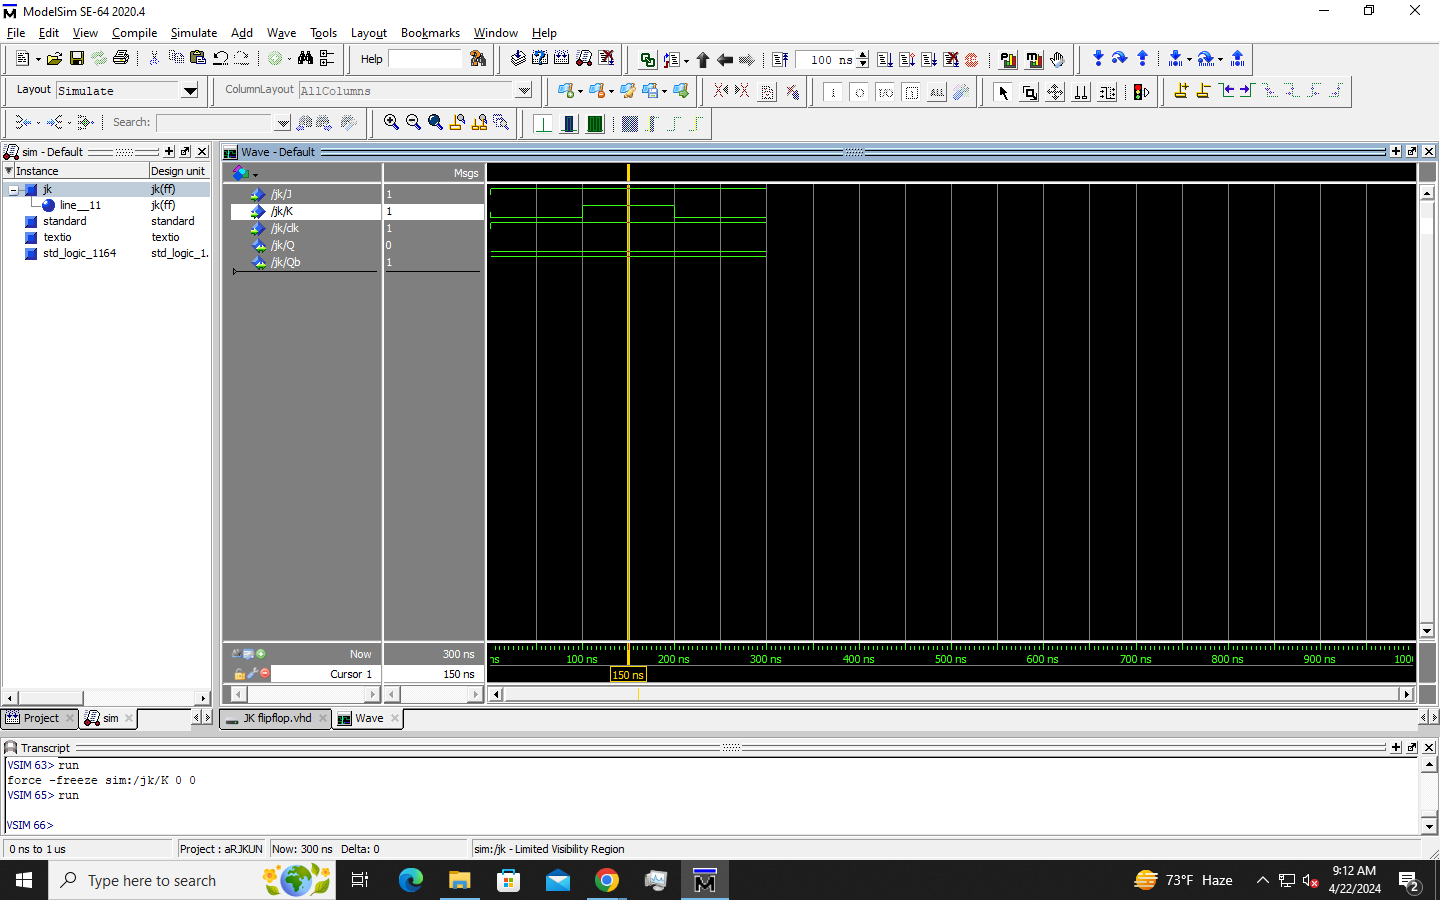 ModelSim SE-64 2020.4
File Edit View Compile Simulate Add Wave Tools Layout Bookmarks Window Help
Help 100 ns
Layout Simulate ColumnLayout AllColumns
Search:
sim - Default
Wave - Default
Instance Design unit
Msgs
jk jk(ff)
line__11 jk(ff)
standard standard
textio textio
std_logic_1164 std_logic_1.
/jk/J 1
/jk/K 1
/jk/clk 1
/jk/Q 0
/jk/Qb 1
Now 300 ns
ns 100 ns 200 ns 300 ns 400 ns 500 ns 600 ns 700 ns 800 ns 900 ns 1000
Cursor 1 150 ns
150 ns
Project sim JK flipflop.vhd Wave
Transcript
VSIM 63> run
force -freeze sim:/jk/K 0 0
VSIM 65> run
VSIM 66>
0 ns to 1 us Project : aRJKUN Now: 300 ns Delta: 0 sim:/jk - Limited Visibility Region
Type here to search
73°F Haze
9:12 AM
4/22/2024
2